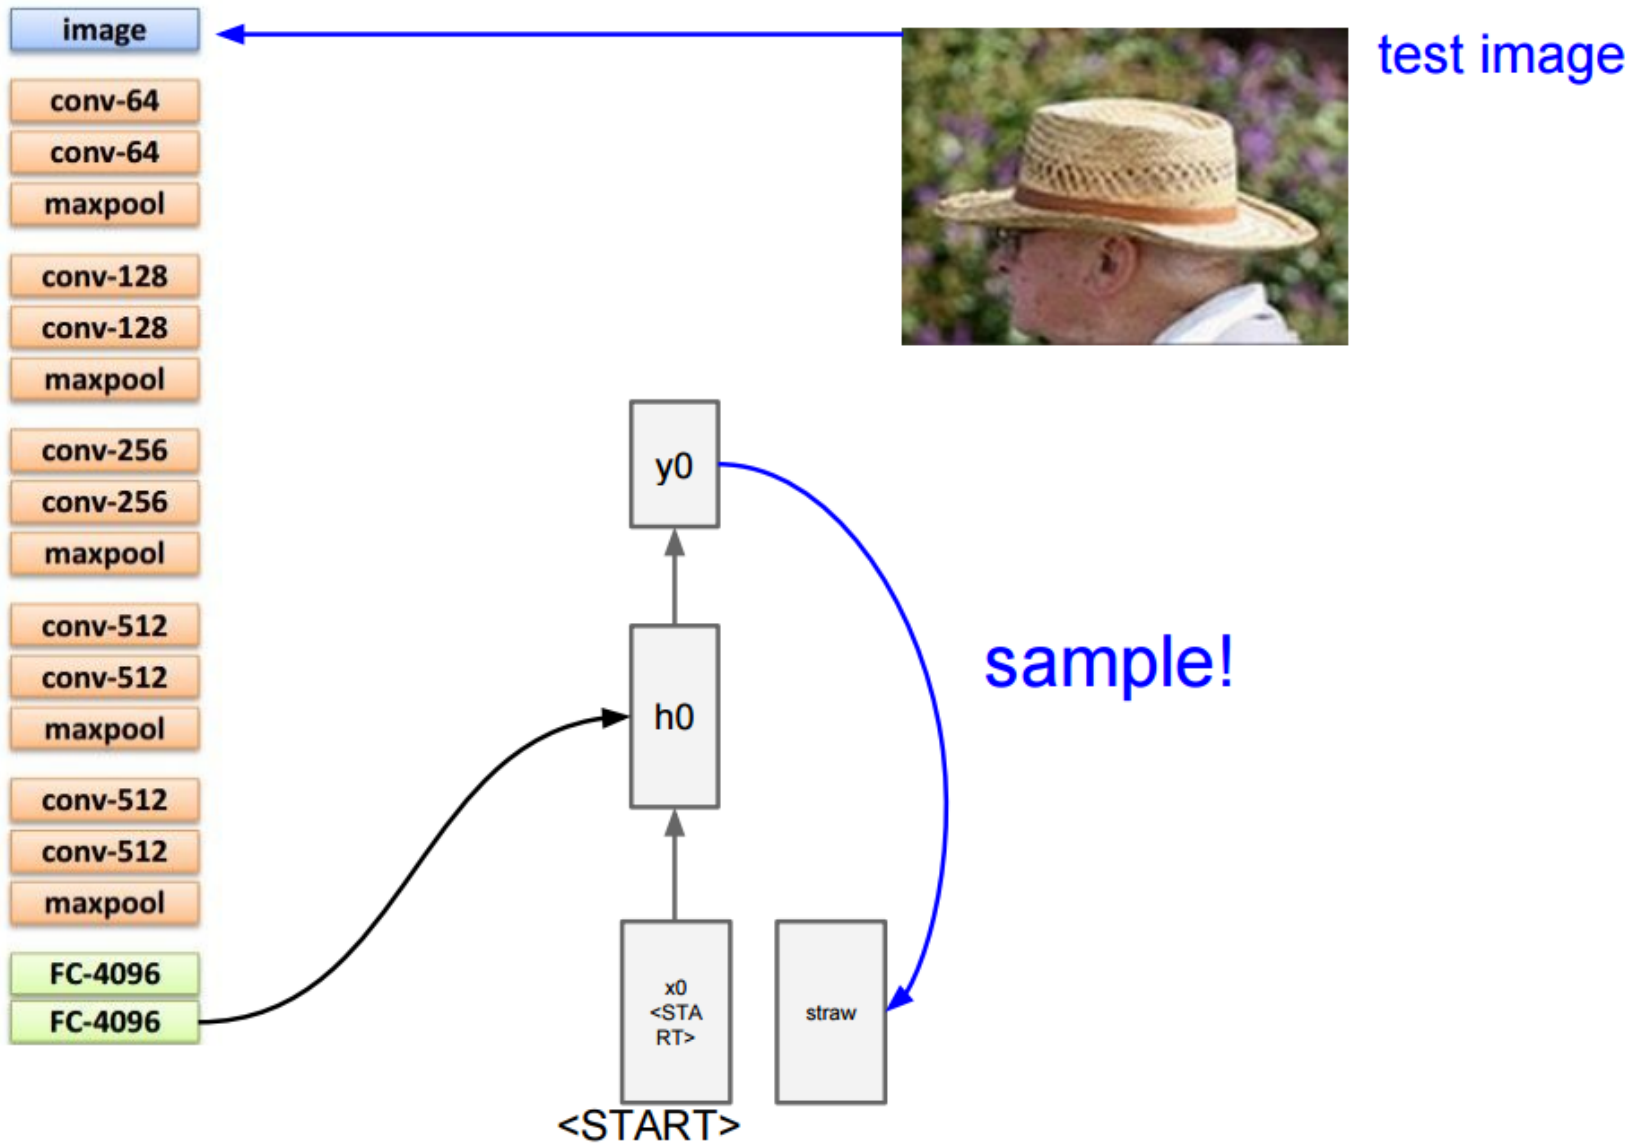 image
test image
conv-64
conv-64
maxpool
conv-128
conv-128
maxpool
conv-256
conv-256
maxpool
conv-512
conv-512
maxpool
conv-512
conv-512
maxpool
FC-4096
FC-4096
y0
h0
sample!
x0
<STA
RT>
straw
<START>